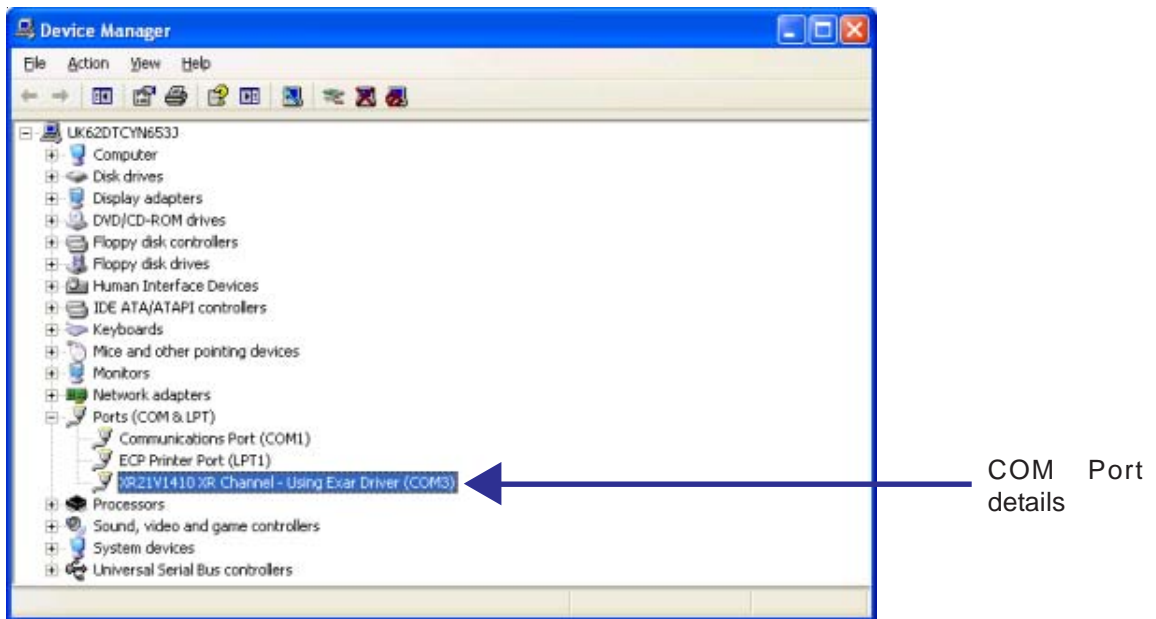 Device Manager
File Action View Help
UK62DTCYN653J
Computer
Disk drives
Display adapters
DVD/CD-ROM drives
Floppy disk controllers
Floppy disk drives
Human Interface Devices
IDE ATA/ATAPI controllers
Keyboards
Mice and other pointing devices
Monitors
Network adapters
Ports (COM & LPT)
Communications Port (COM1)
ECP Printer Port (LPT1)
XR21V1410 XR Channel - Using Exar Driver (COM3)
Processors
Sound, video and game controllers
System devices
Universal Serial Bus controllers
COM Port
details